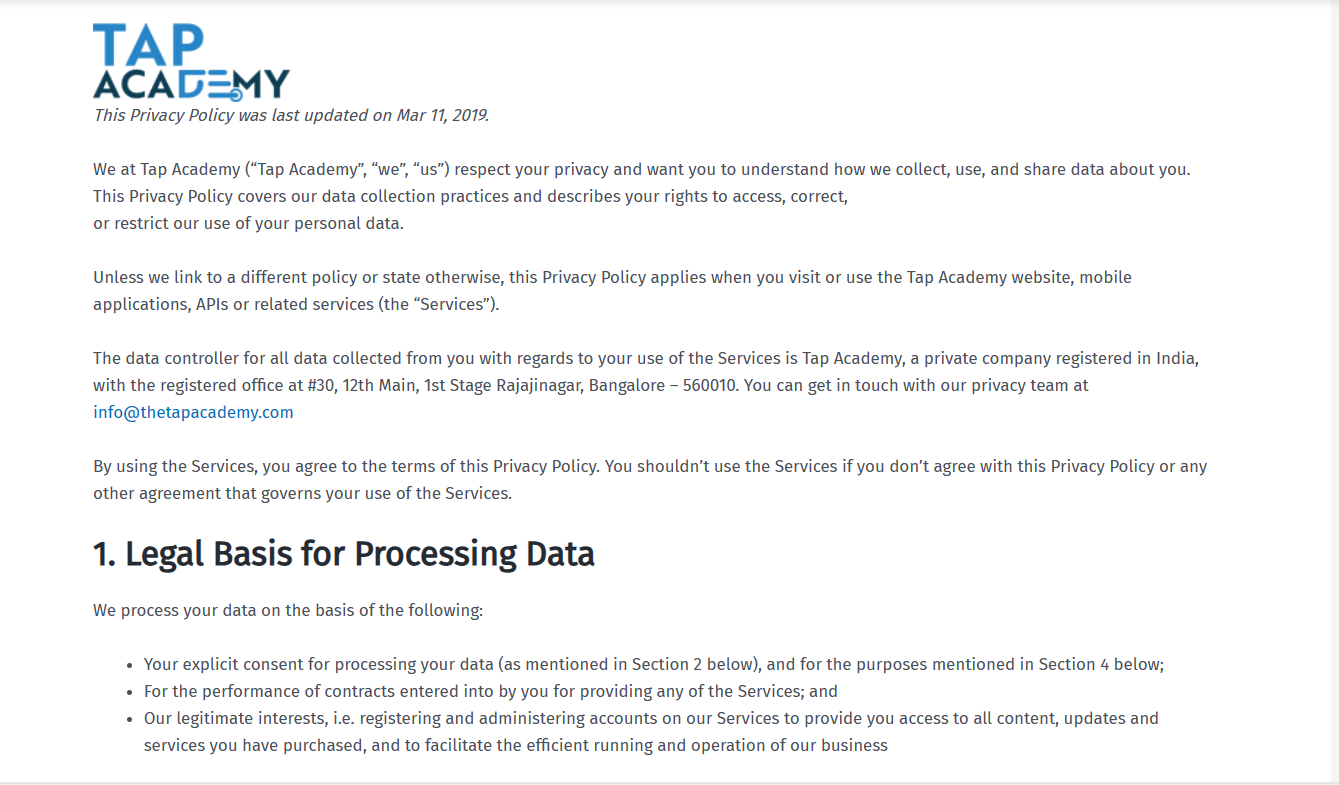 TAP
ACADEMY
This Privacy Policy was last updated on Mar 11, 2019.
We at Tap Academy (“Tap Academy”, “we”, “us”) respect your privacy and want you to understand how we collect, use, and share data about you.
This Privacy Policy covers our data collection practices and describes your rights to access, correct,
or restrict our use of your personal data.
Unless we link to a different policy or state otherwise, this Privacy Policy applies when you visit or use the Tap Academy website, mobile
applications, APIs or related services (the “Services”).
The data controller for all data collected from you with regards to your use of the Services is Tap Academy, a private company registered in India,
with the registered office at #30, 12th Main, 1st Stage Rajajinagar, Bangalore – 560010. You can get in touch with our privacy team at
info@thetapacademy.com
By using the Services, you agree to the terms of this Privacy Policy. You shouldn’t use the Services if you don’t agree with this Privacy Policy or any
other agreement that governs your use of the Services.
1. Legal Basis for Processing Data
We process your data on the basis of the following:
• Your explicit consent for processing your data (as mentioned in Section 2 below), and for the purposes mentioned in Section 4 below;
• For the performance of contracts entered into by you for providing any of the Services; and
• Our legitimate interests, i.e. registering and administering accounts on our Services to provide you access to all content, updates and
services you have purchased, and to facilitate the efficient running and operation of our business